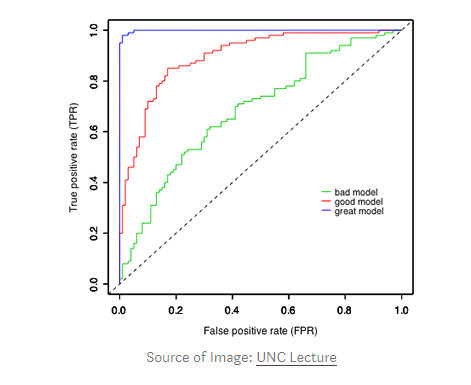 1.0
0.8
0.6
0.4
0.2
0.0
True positive rate (TPR)
bad model
good model
great model
0.0 0.2 0.4 0.6 0.8 1.0
False positive rate (FPR)
Source of Image: UNC Lecture